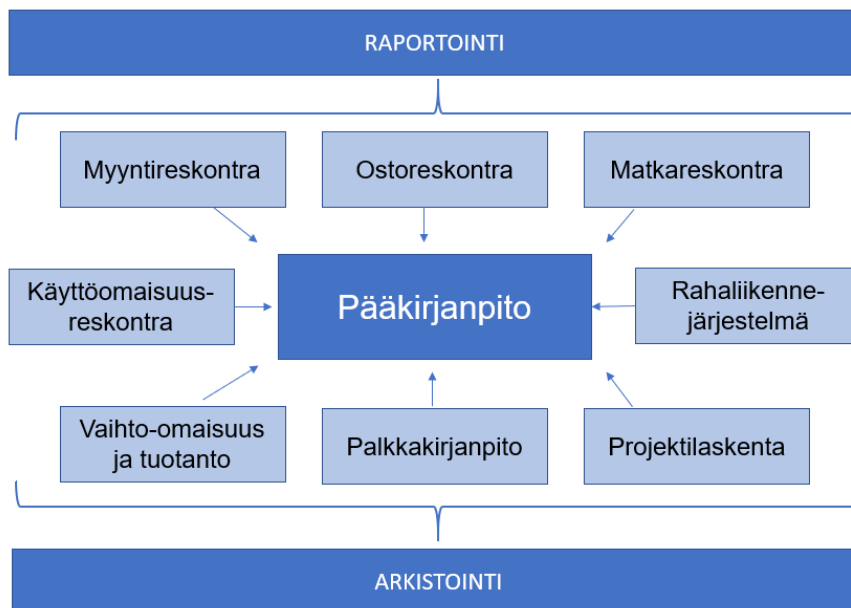 RAPORTOINTI
Myyntireskontra
Ostoreskontra
Matkareskontra
Käyttöomaisuus-
reskontra
Pääkirjanpito
Rahaliikenne-
järjestelmä
Vaihto-omaisuus
ja tuotanto
Palkkakirjanpito
Projektilaskenta
ARKISTOINTI